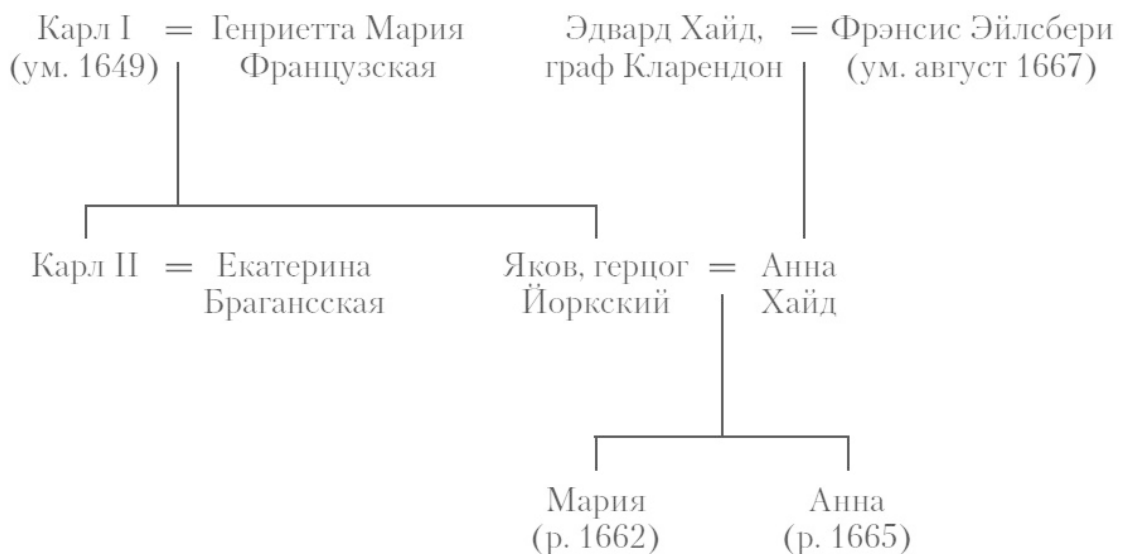 Карл I = Генриетта Мария Эдвард Хайд, = Фрэнсис Эйлсбери
(ум. 1649) Французская граф Кларендон (ум. август 1667)
Карл II = Екатерина Яков, герцог = Анна
Брагансская Йоркский Хайд
Мария Анна
(р. 1662) (р. 1665)